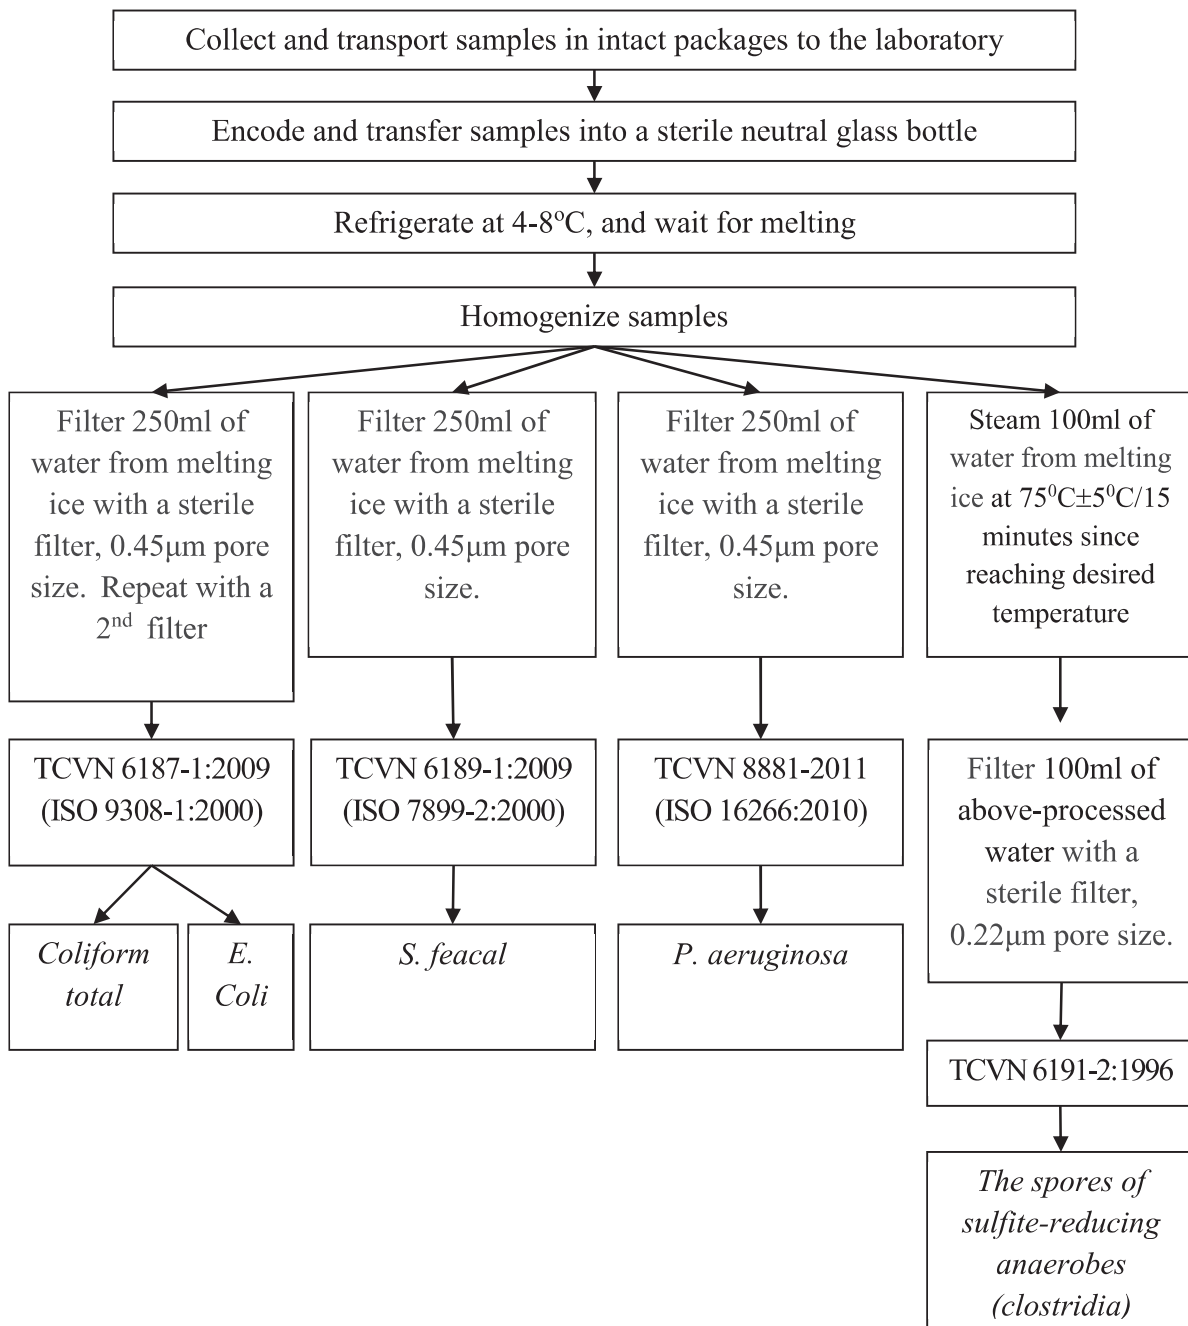 Collect and transport samples in intact packages to the laboratory
Encode and transfer samples into a sterile neutral glass bottle
Refrigerate at 4-8ºC, and wait for melting
Homogenize samples
Filter 250ml of
water from melting
ice with a sterile
filter, 0.45μm pore
size.  Repeat with a
2ⁿᵈ filter
Filter 250ml of
water from melting
ice with a sterile
filter, 0.45μm pore
size.
Filter 250ml of
water from melting
ice with a sterile
filter, 0.45μm pore
size.
Steam 100ml of
water from melting
ice at 75⁰C±5⁰C/15
minutes since
reaching desired
temperature
TCVN 6187-1:2009
(ISO 9308-1:2000)
TCVN 6189-1:2009
(ISO 7899-2:2000)
TCVN 8881-2011
(ISO 16266:2010)
Filter 100ml of
above-processed
water with a
sterile filter,
0.22μm pore size.
Coliform
total
E.
Coli
S. feacal
P. aeruginosa
TCVN 6191-2:1996
The spores of
sulfite-reducing
anaerobes
(clostridia)